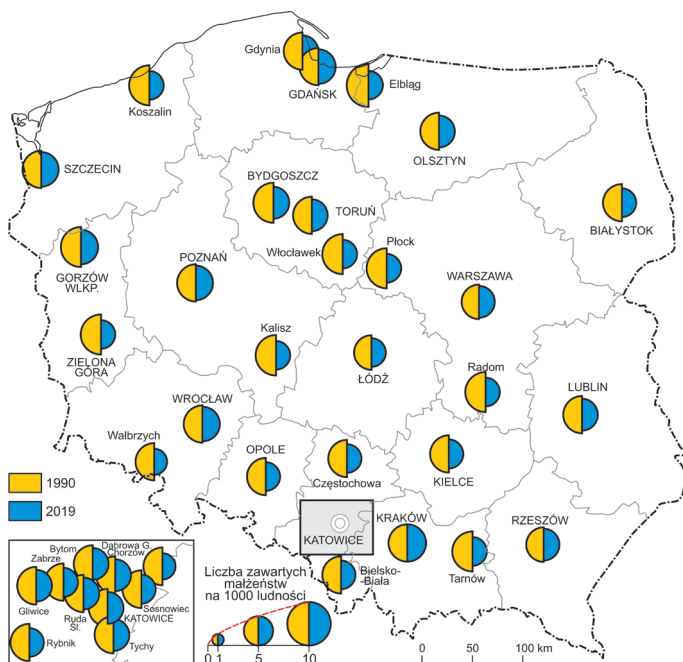 Gdynia
GDAŃSK
Elbląg
Koszalin
OLSZTYN
SZCZECIN
BYDGOSZCZ
TORUŃ
BIAŁYSTOK
Włocławek
Płock
GORZÓW
WLKP.
POZNAŃ
WARSZAWA
Kalisz
ZIELONA
GÓRA
ŁÓDŹ
Radom
LUBLIN
WROCŁAW
Wałbrzych
OPOLE
Częstochowa
KIELCE
1990
2019
KATOWICE
KRAKÓW
RZESZÓW
Tarnów
Bielsko-
-Biała
Dąbrowa G.
Bytom
Chorzów
Zabrze
Gliwice
Sosnowiec
Ruda
Śl.
KATOWICE
Rybnik
Tychy
Liczba zawartych
małżeństw
na 1000 ludności
0 1 5 10
0 50 100 km